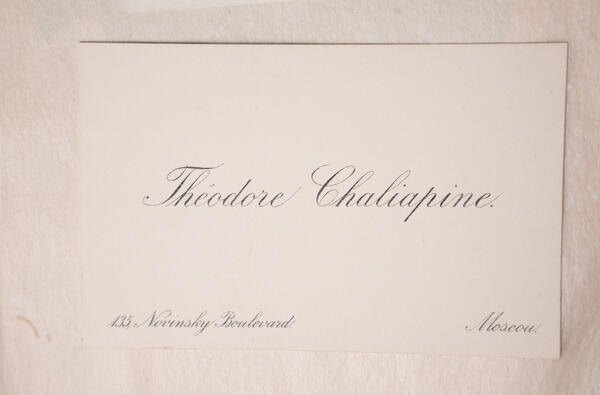 Théodore Chaliapine.
135, Novinsky Boulevard.
Moscou.